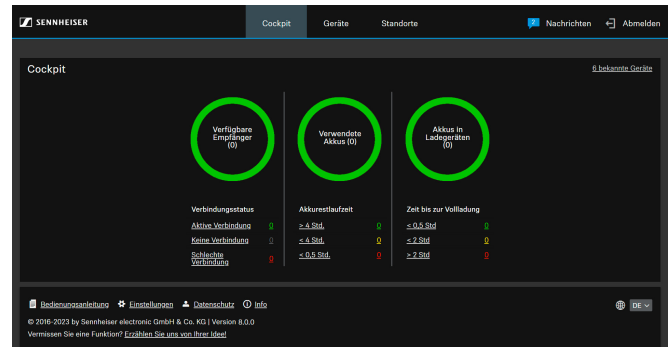 SENNHEISER
Cockpit
Geräte
Standorte
2
Nachrichten
Abmelden
Cockpit
6 bekannte Geräte
Verfügbare
Empfänger
(0)
Verwendete
Akkus (0)
Akkus in
Ladegeräten
(0)
Verbindungsstatus
Aktive Verbindung 0
Keine Verbindung 0
Schlechte
Verbindung 0
Akkurestlaufzeit
> 4 Std. 0
< 4 Std. 0
< 0,5 Std. 0
Zeit bis zur Vollladung
< 0,5 Std 0
< 2 Std 0
> 2 Std 0
Bedienungsanleitung Einstellungen Datenschutz Info
DE
© 2016-2023 by Sennheiser electronic GmbH & Co. KG | Version 8.0.0
Vermissen Sie eine Funktion? Erzählen Sie uns von Ihrer Idee!